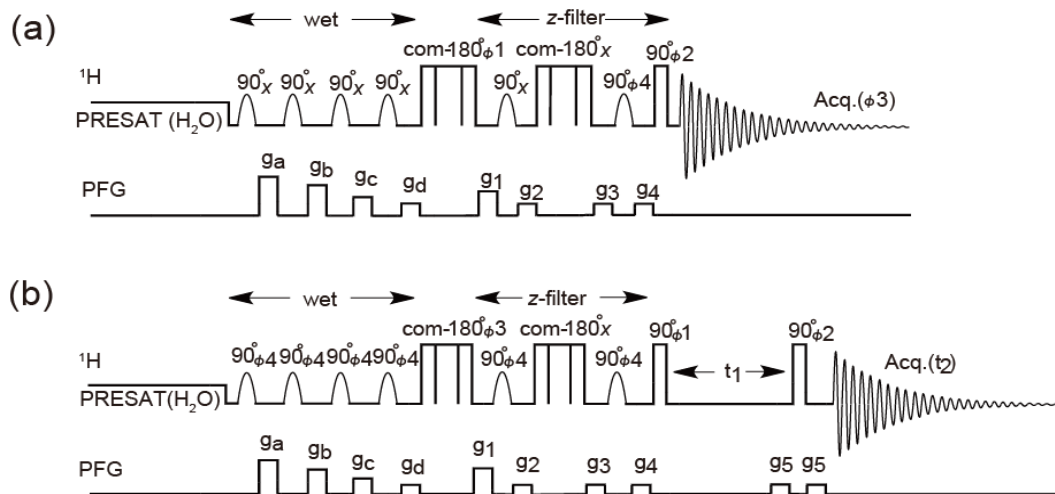 (a)
wet
z-filter
com-180°ϕ1 com-180°x 90°ϕ2
¹H 90°x 90°x 90°x 90°x 90°x 90°ϕ4
Acq.(ϕ3)
PRESAT (H₂O)
PFG ga gb gc gd g1 g2 g3 g4
(b)
wet
z-filter
com-180°ϕ3 com-180°x 90°ϕ1 90°ϕ2
¹H 90°ϕ4 90°ϕ4 90°ϕ4 90°ϕ4 90°ϕ4 90°ϕ4 t₁ Acq.(t₂)
PRESAT(H₂O)
PFG ga gb gc gd g1 g2 g3 g4 g5 g5